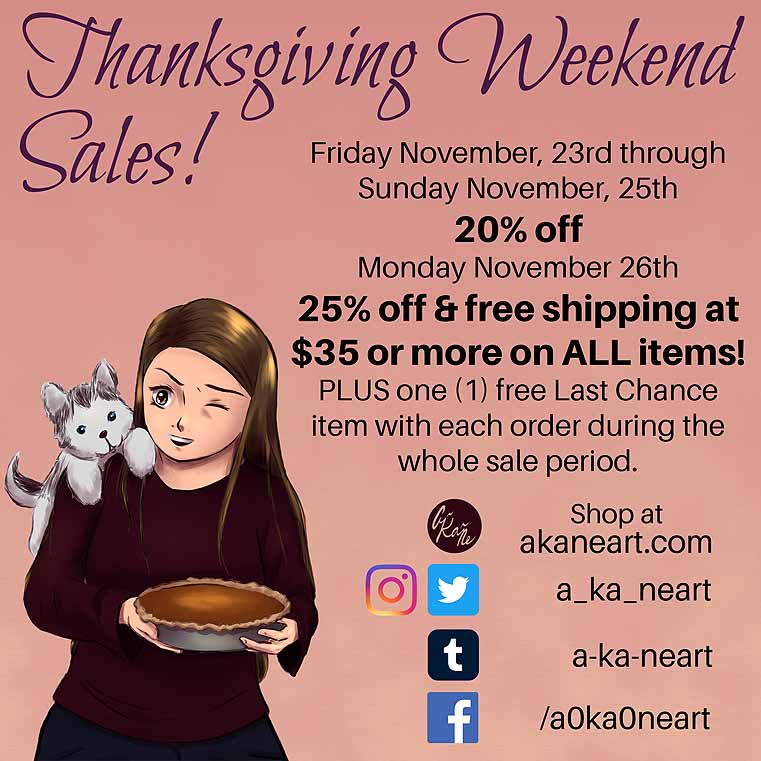 Thanksgiving Weekend
Sales!
Friday November, 23rd through
Sunday November, 25th
20% off
Monday November 26th
25% off & free shipping at
$35 or more on ALL items!
PLUS one (1) free Last Chance
item with each order during the
whole sale period.
Shop at
akaneart.com
a_ka_neart
a-ka-neart
/a0ka0neart